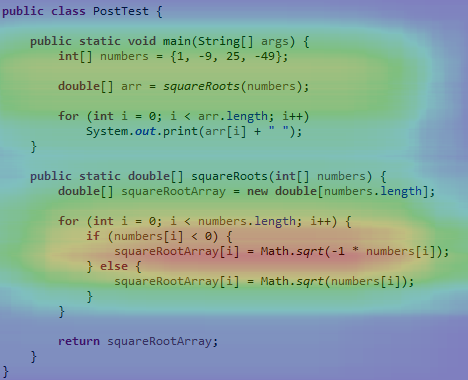 public class PostTest {
public static void main(String[] args) {
int[] numbers = {1, -9, 25, -49};
double[] arr = squareRoots(numbers);
for (int i = 0; i < arr.length; i++)
System.out.print(arr[i] + " ");
}
public static double[] squareRoots(int[] numbers) {
double[] squareRootArray = new double[numbers.length];
for (int i = 0; i < numbers.length; i++) {
if (numbers[i] < 0) {
squareRootArray[i] = Math.sqrt(-1 * numbers[i]);
} else {
squareRootArray[i] = Math.sqrt(numbers[i]);
}
}
return squareRootArray;
}
}